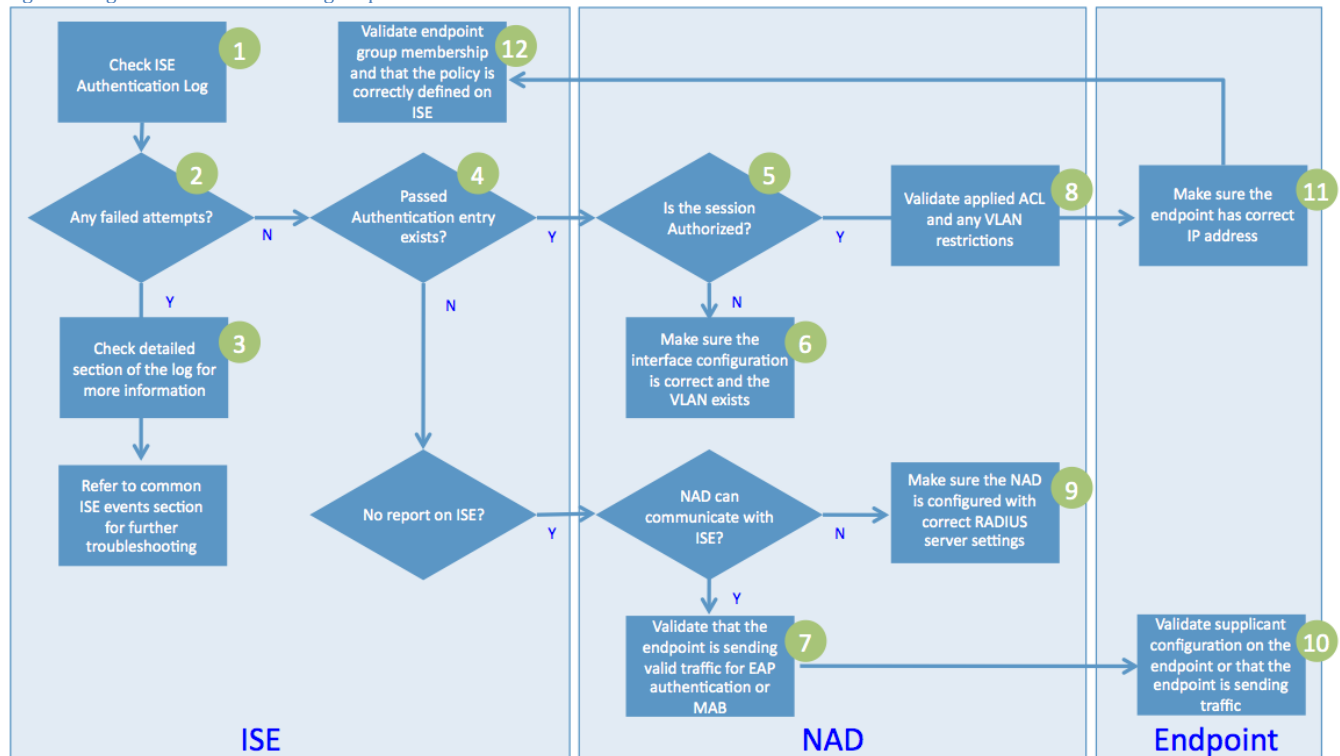 1
Check ISE
Authentication Log
12
Validate endpoint
group membership
and that the policy is
correctly defined on
ISE
2
Any failed attempts?
N
Y
4
Passed
Authentication entry
exists?
Y
N
5
Is the session
Authorized?
Y
N
8
Validate applied ACL
and any VLAN
restrictions
11
Make sure the
endpoint has correct
IP address
3
Check detailed
section of the log for
more information
6
Make sure the
interface configuration
is correct and the
VLAN exists
Refer to common
ISE events section
for further
troubleshooting
No report on ISE?
Y
NAD can
communicate with
ISE?
N
Y
9
Make sure the NAD
is configured with
correct RADIUS
server settings
7
Validate that the
endpoint is sending
valid traffic for EAP
authentication or
MAB
10
Validate supplicant
configuration on the
endpoint or that the
endpoint is sending
traffic
ISE
NAD
Endpoint